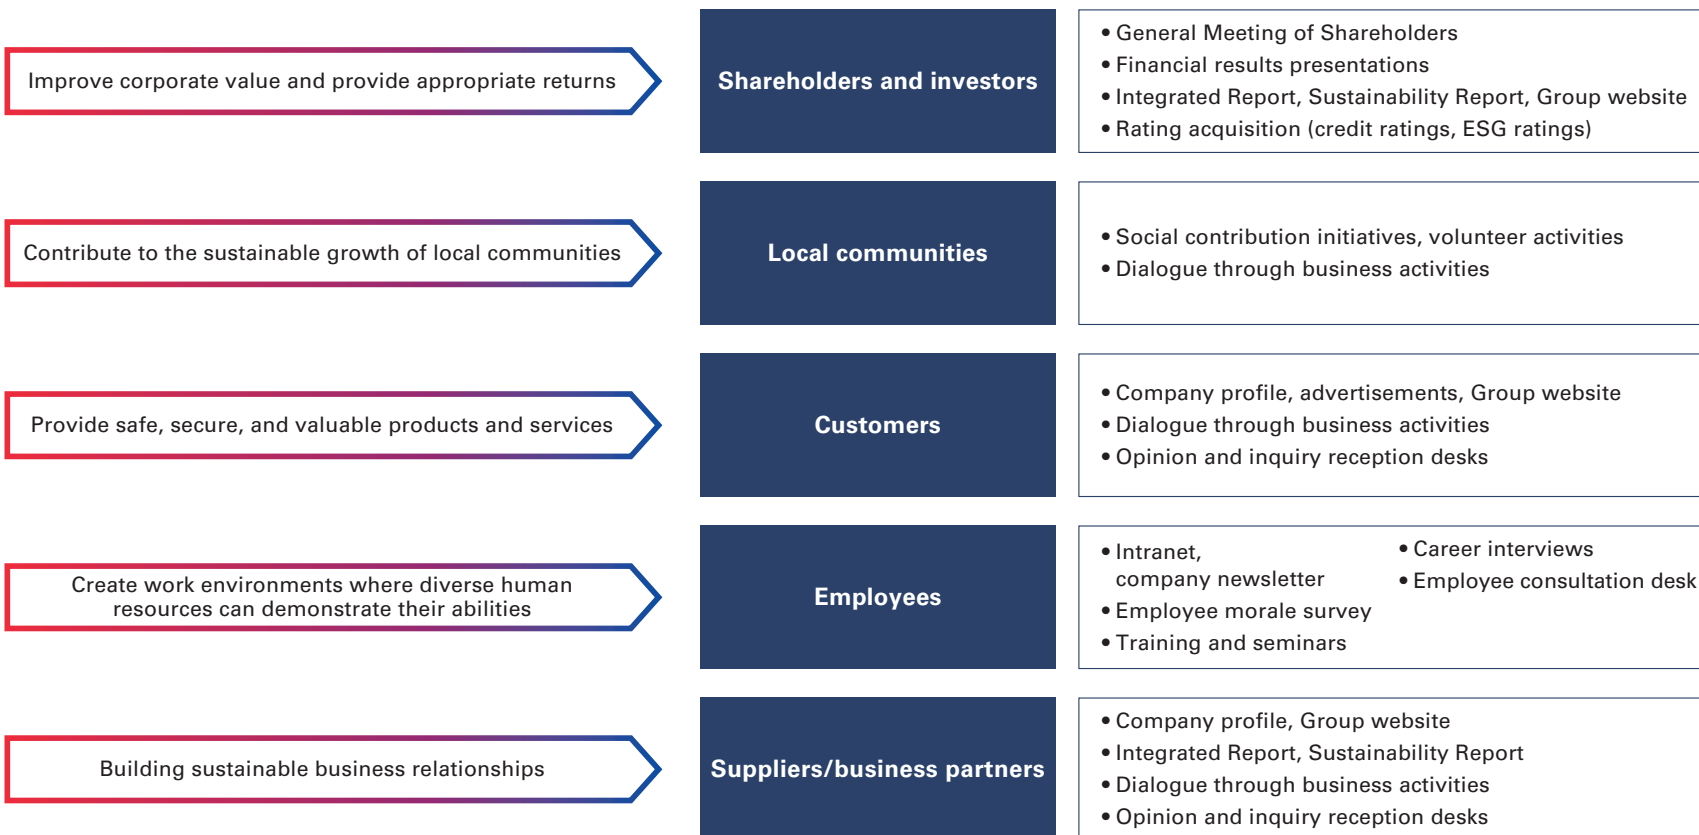 Improve corporate value and provide appropriate returns
Shareholders and investors
• General Meeting of Shareholders
• Financial results presentations
• Integrated Report, Sustainability Report, Group website
• Rating acquisition (credit ratings, ESG ratings)
Contribute to the sustainable growth of local communities
Local communities
• Social contribution initiatives, volunteer activities
• Dialogue through business activities
Provide safe, secure, and valuable products and services
Customers
• Company profile, advertisements, Group website
• Dialogue through business activities
• Opinion and inquiry reception desks
Create work environments where diverse human
resources can demonstrate their abilities
Employees
• Intranet,
company newsletter
• Employee morale survey
• Training and seminars
• Career interviews
• Employee consultation desk
Building sustainable business relationships
Suppliers/business partners
• Company profile, Group website
• Integrated Report, Sustainability Report
• Dialogue through business activities
• Opinion and inquiry reception desks